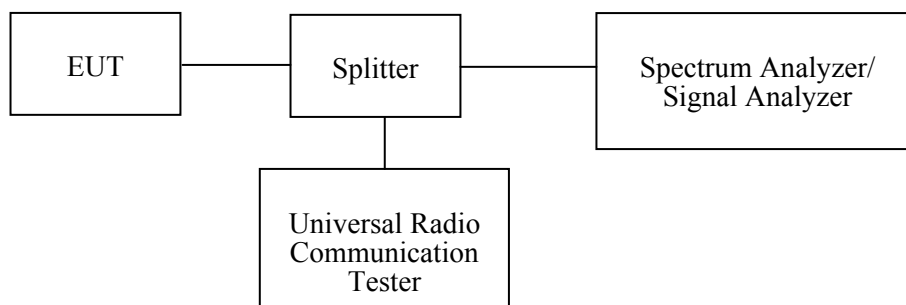 EUT
Splitter
Spectrum Analyzer/
Signal Analyzer
Universal Radio
Communication
Tester